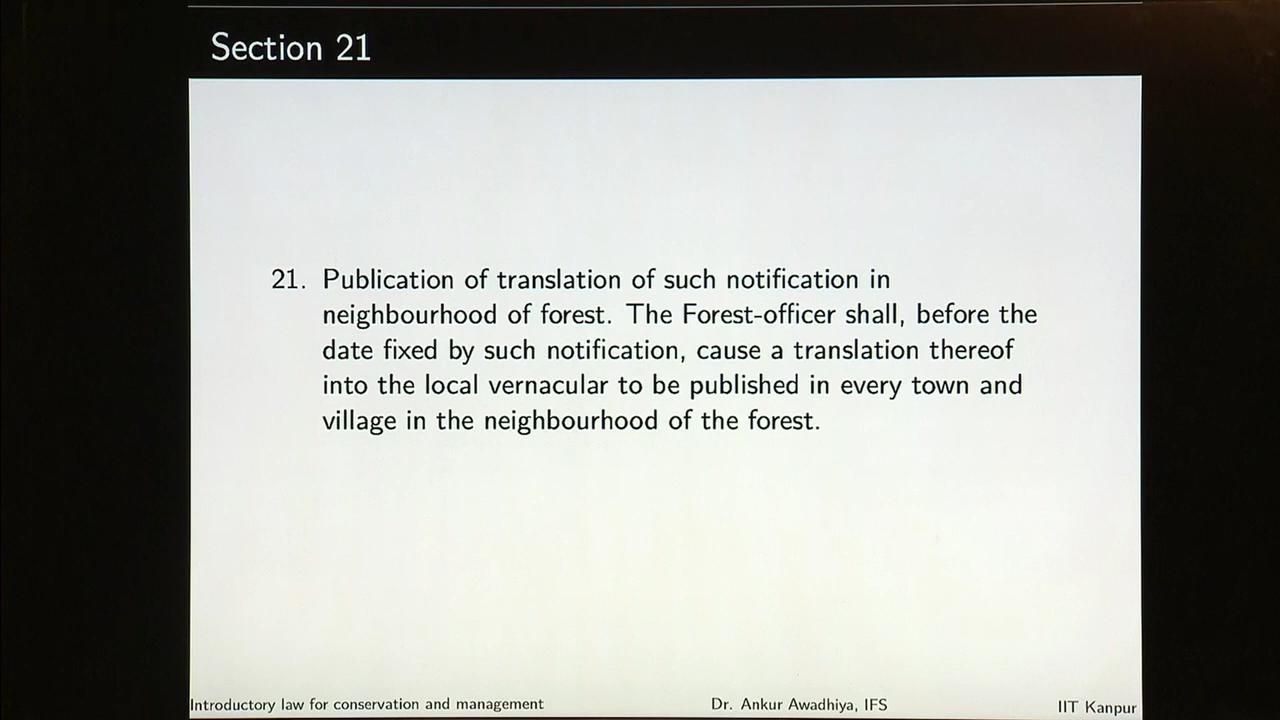 Section 21
21. Publication of translation of such notification in
neighbourhood of forest. The Forest-officer shall, before the
date fixed by such notification, cause a translation thereof
into the local vernacular to be published in every town and
village in the neighbourhood of the forest.
Introductory law for conservation and management Dr. Ankur Awadhiya, IFS IIT Kanpur